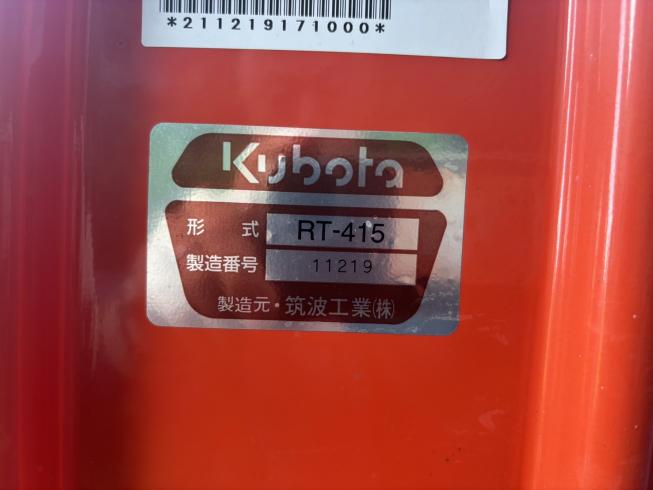 *211219171000*
Kubota
形 式 RT-415
製造番号 11219
製造元・筑波工業㈱